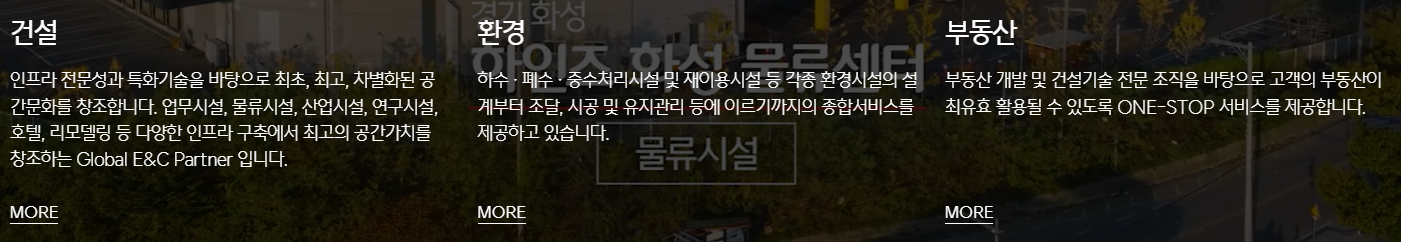 건설
인프라 전문성과 특화기술을 바탕으로 최초, 최고, 차별화된 공
간문화를 창조합니다. 업무시설, 물류시설, 산업시설, 연구시설,
호텔, 리모델링 등 다양한 인프라 구축에서 최고의 공간가치를
창조하는 Global E&C Partner 입니다.
MORE
환경
하수 · 폐수 · 중수처리시설 및 재이용시설 등 각종 환경시설의 설
계부터 조달, 시공 및 유지관리 등에 이르기까지의 종합서비스를
제공하고 있습니다.
MORE
부동산
부동산 개발 및 건설기술 전문 조직을 바탕으로 고객의 부동산이
최유효 활용될 수 있도록 ONE-STOP 서비스를 제공합니다.
MORE
경기 화성
하인즈 화성 물류센터
물류시설